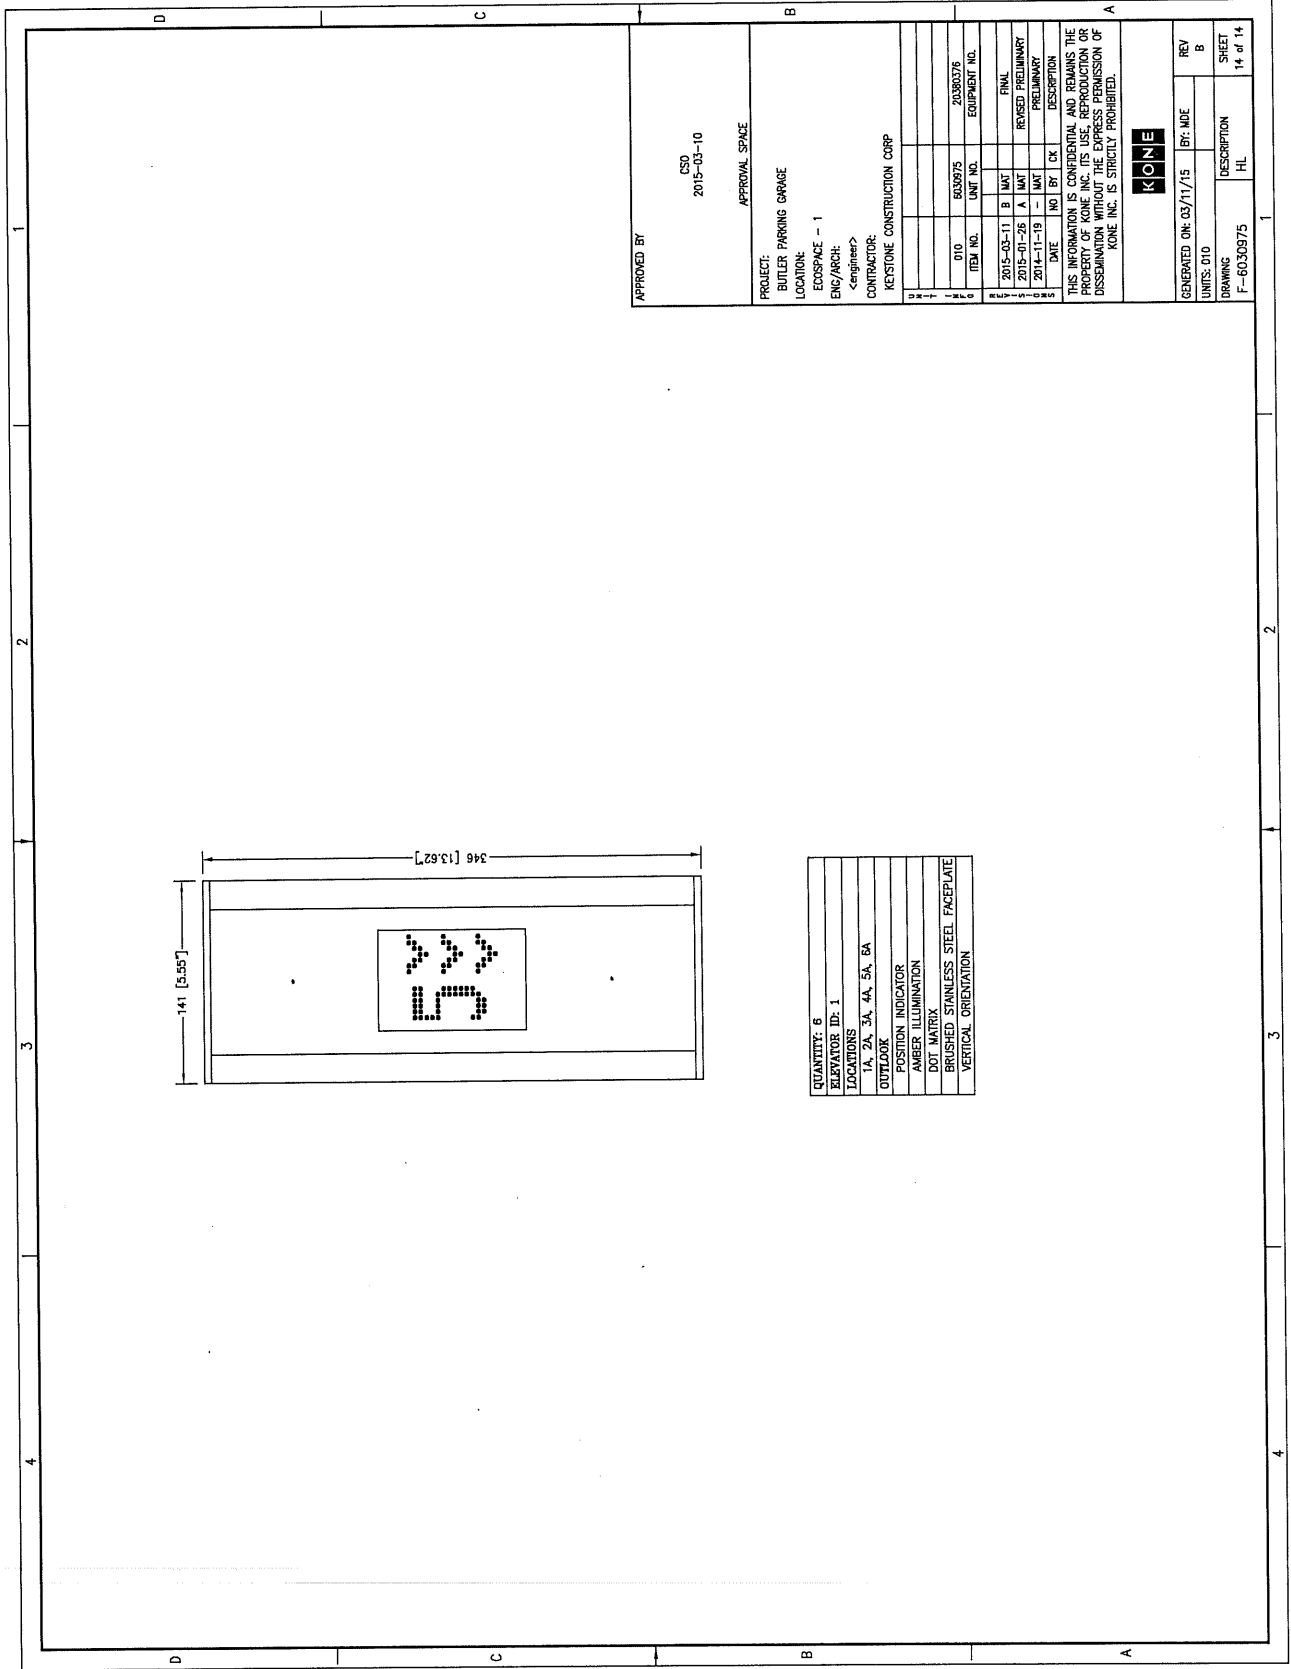 4
3
2
1
D
D
C
C
B
B
A
A
4
3
2
1
141 [5.55"]
346 [13.62"]
5
QUANTITY: 6
ELEVATOR ID: 1
LOCATIONS
1A, 2A, 3A, 4A, 5A, 6A
OUTLOOK
POSITION INDICATOR
AMBER ILLUMINATION
DOT MATRIX
BRUSHED STAINLESS STEEL FACEPLATE
VERTICAL ORIENTATION
APPROVED BY
CSO
2015-03-10
APPROVAL SPACE
PROJECT:
BUTLER PARKING GARAGE
LOCATION:
ECOSPACE - 1
ENG/ARCH:
<engineer>
CONTRACTOR:
KEYSTONE CONSTRUCTION CORP
UNIT INFO
010 6030975 20380376
ITEM NO. UNIT NO. EQUIPMENT NO.
REVISIONS
2015-03-11 B MAT FINAL
2015-01-26 A MAT REVISED PRELIMINARY
2014-11-19 - MAT PRELIMINARY
DATE NO BY CK DESCRIPTION
THIS INFORMATION IS CONFIDENTIAL AND REMAINS THE
PROPERTY OF KONE INC. ITS USE, REPRODUCTION OR
DISSEMINATION WITHOUT THE EXPRESS PERMISSION OF
KONE INC. IS STRICTLY PROHIBITED.
KONE
GENERATED ON: 03/11/15 BY: MDE REV
UNITS: 010 B
DRAWING DESCRIPTION SHEET
F-6030975 HL 14 of 14